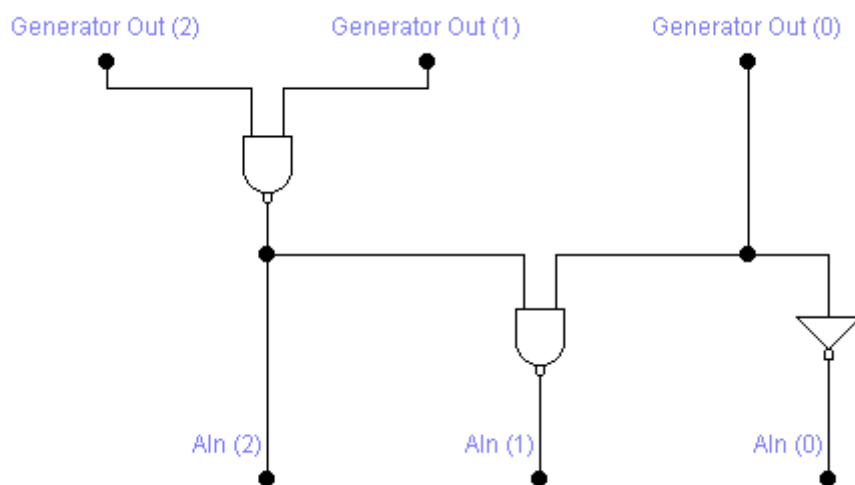 Generator Out (2)
Generator Out (1)
Generator Out (0)
AIn (2)
AIn (1)
AIn (0)